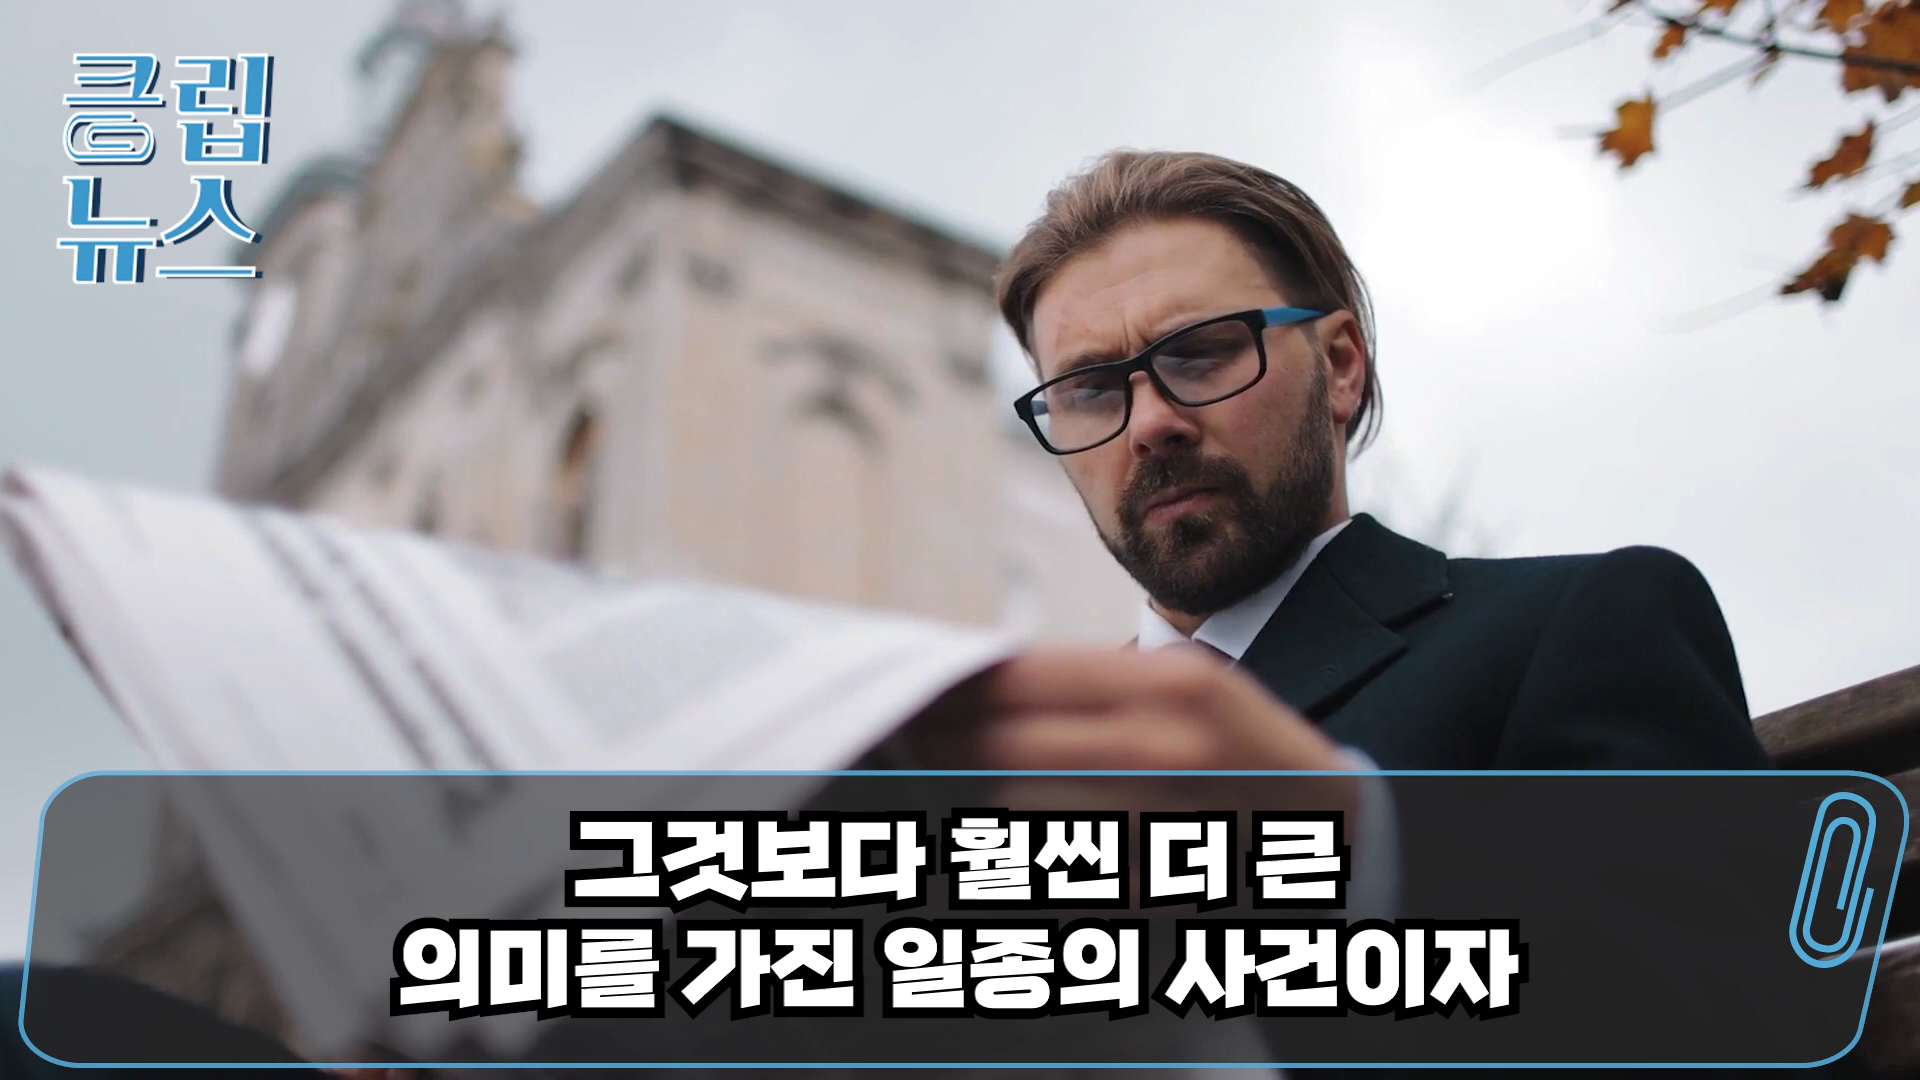 클립
뉴스
그것보다 훨씬 더 큰
의미를 가진 일종의 사건이자